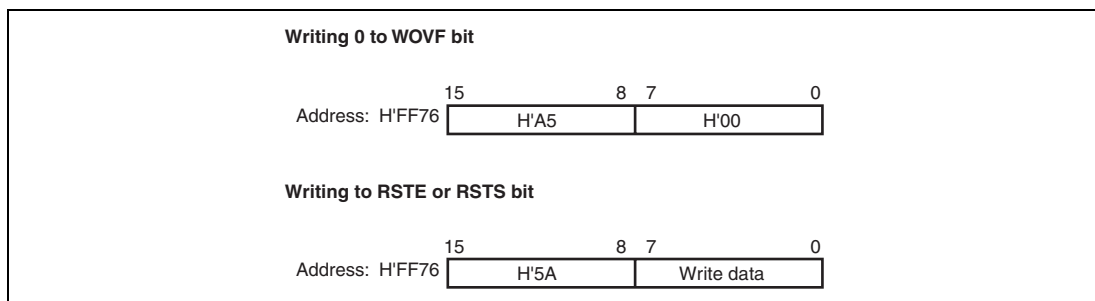 Writing 0 to WOVF bit
15 8 7 0
Address: H'FF76 H'A5 H'00
Writing to RSTE or RSTS bit
15 8 7 0
Address: H'FF76 H'5A Write data